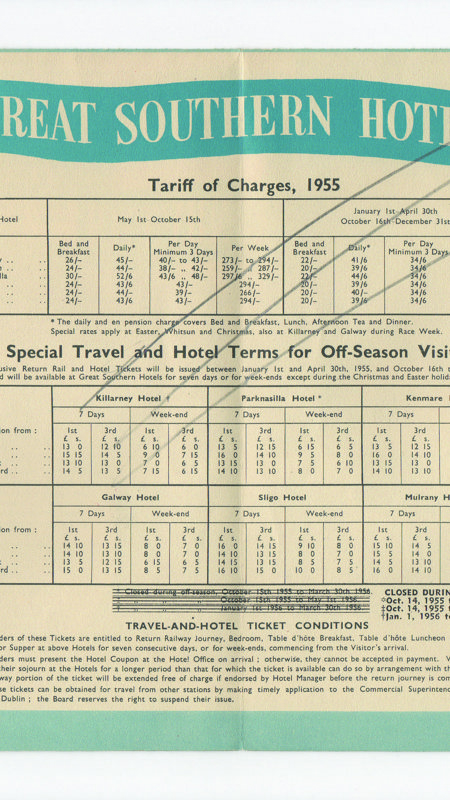 REAT SOUTHERN HOT
Tariff of Charges, 1955
Hotel May 1st October 15th January 1st April 30th
October 16th-December 31s
Bed and Breakfast Daily* Per Day Minimum 3 Days Per Week Bed and Breakfast Daily* Per Day Minimum 3 Days
26/- 45/- 40/- to 43/- 273/- to 294/- 22/- 41/6 34/6
24/- 44/- 38/- „ 42/- 259/- „ 287/- 20/- 39/6 34/6
lla 30/- 52/6 43/6 „ 48/- 297/6 „ 329/- 44/6 34/6
24/- 43/6 43/- 294/- 20/- 39/6 34/6
24/- 44/- 39/- 266/- 20/- 40/- 34/6
24/- 43/6 43/- 294/- 20/- 39/6 34/6
* The daily and en pension charge covers Bed and Breakfast, Lunch, Afternoon Tea and Dinner.
Special rates apply at Easter, Whitsun and Christmas, also at Killarney and Galway during Race Week.
Special Travel and Hotel Terms for Off-Season Visi
usive Return Rail and Hotel Tickets will be issued between January 1st and April 30th, 1955, and October 16th
d will be available at Great Southern Hotels for seven days or for week-ends except during the Christmas and Easter holid
Killarney Hotel † Parknasilla Hotel * Kenmare
7 Days Week-end 7 Days Week-end 7 Days
ion from : 1st 3rd 1st 3rd 1st 3rd 1st 3rd 1st 3rd
£ s. £ s. £ s. £ s. £ s. £ s. £ s. £ s. £ s. £ s.
13 0 12 10 6 10 6 0 13 5 12 15 6 15 6 5 13 5 12 15
15 15 14 5 9 0 7 15 16 0 14 10 9 5 8 0 16 0 14 10
13 10 13 0 7 0 13 15 13 0 7 5 6 10 13 15 13 0
rd .. 14 5 13 5 7 15 6 15 14 10 13 10 8 0 7 0 14 10 13 10
Galway Hotel Sligo Hotel Mulrany H
7 Days Week-end 7 Days Week-end 7 Days
ion from : 1st 3rd 1st 3rd 1st 3rd 1st 3rd 1st 3rd
£ s. £ s. £ s. £ s. £ s. £ s. £ s. £ s. £ s. £ s.
14 10 13 15 8 0 7 0 16 0 14 15 9 10 8 0 15 10 14 5
14 10 13 10 8 0 7 0 16 0 14 15 9 10 8 0 15 5 14 0
13 5 12 15 6 15 6 5 14 10 13 10 8 0 7 0 14 5 13 5
rd .. 15 0 13 15 8 5 7 5 16 0 14 10 8 10 7 5 16 0 14 10
Closed during off-season October 15th 1955 to March 30th 1956
October 15th 1955 to May 1st 1956
January 1st 1956 to March 30th 1956
CLOSED DURIN
*Oct. 14, 1955 t
‡Oct. 14, 1955 t
†Jan. 1, 1956 t
TRAVEL-AND-HOTEL TICKET CONDITIONS
ders of these Tickets are entitled to Return Railway Journey, Bedroom, Table d'hôte Breakfast, Table d'hôte Luncheon
or Supper at above Hotels for seven consecutive days, or for week-ends, commencing from the Visitor's arrival.
ders must present the Hotel Coupon at the Hotel Office on arrival ; otherwise, they cannot be accepted in payment. V
their sojourn at the Hotels for a longer period than that for which the ticket is available can do so by arrangement with th
way portion of the ticket will be extended free of charge if endorsed by Hotel Manager before the return journey is com
se tickets can be obtained for travel from other stations by making timely application to the Commercial Superintenc
Dublin ; the Board reserves the right to suspend their issue.